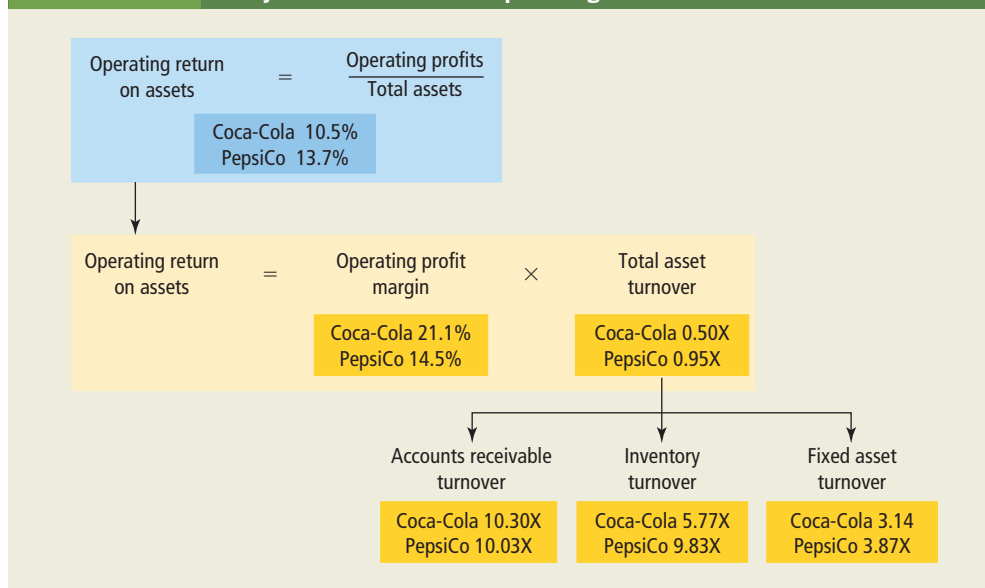 Operating return
on assets
=
Operating profits
Total assets
Coca-Cola 10.5%
PepsiCo 13.7%
Operating return
on assets
=
Operating profit
margin
×
Total asset
turnover
Coca-Cola 21.1%
PepsiCo 14.5%
Coca-Cola 0.50X
PepsiCo 0.95X
Accounts receivable
turnover
Inventory
turnover
Fixed asset
turnover
Coca-Cola 10.30X
PepsiCo 10.03X
Coca-Cola 5.77X
PepsiCo 9.83X
Coca-Cola 3.14
PepsiCo 3.87X